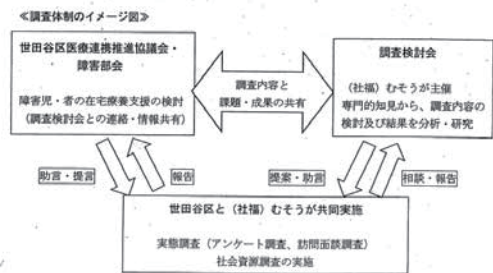 ≪調査体制のイメージ図≫
世田谷区医療連携推進協議会・
障害部会
障害児・者の在宅療養支援の検討
(調査検討会との連絡・情報共有)
調査内容と
課題・成果の共有
調査検討会
(社福)むそうが主催
専門的知見から、調査内容の
検討及び結果を分析・研究
助言・提言
報告
提案・助言
相談・報告
世田谷区と(社福)むそうが共同実施
実態調査(アンケート調査、訪問面談調査)
社会資源調査の実施